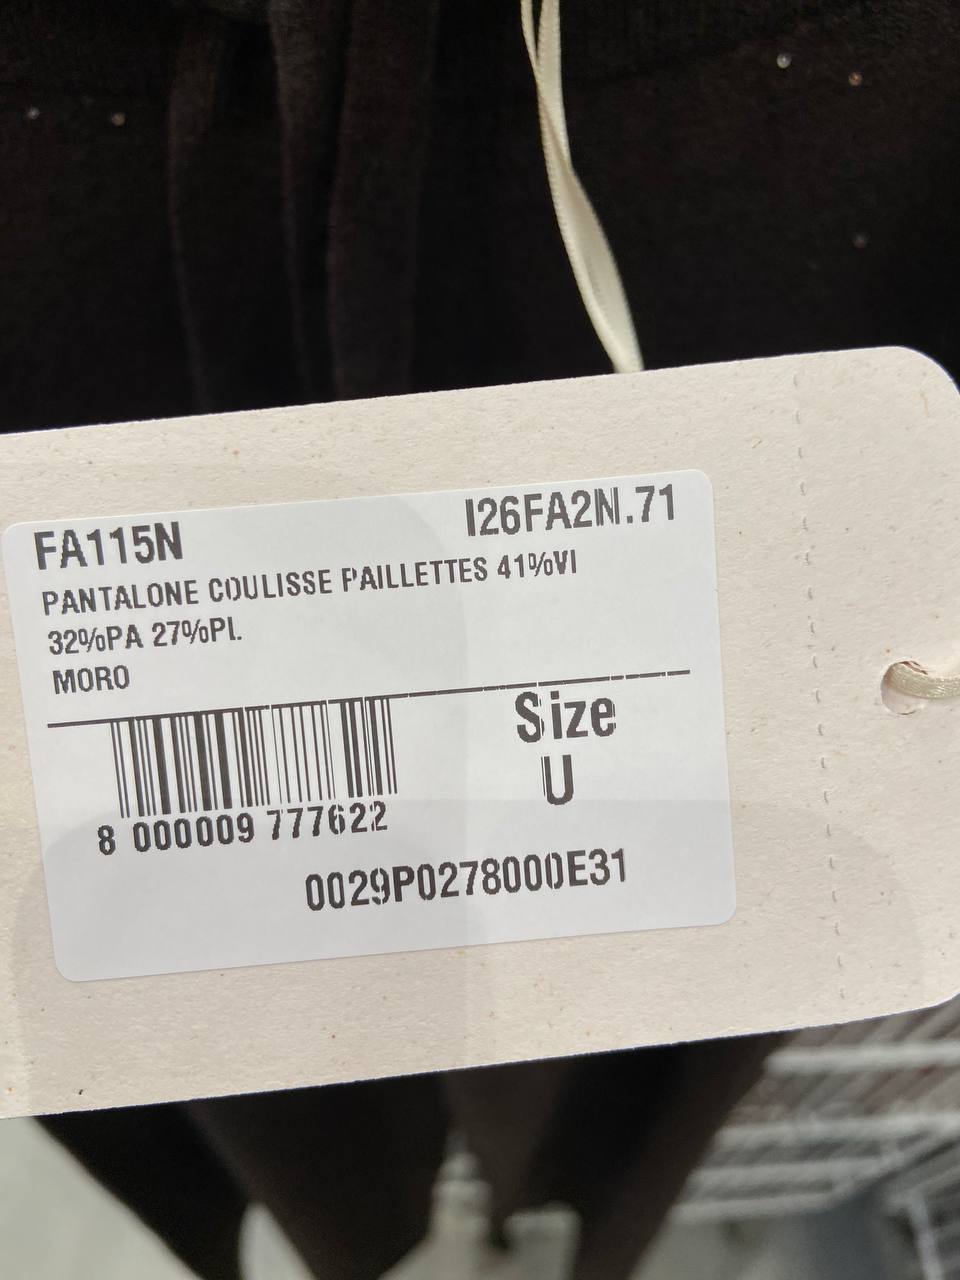 FA115N I26FA2N.71
PANTALONE COULISSE PAILLETTES 41%VI
32%PA 27%PL
MORO
Size
U
8 000009 777622
0029P0278000E31